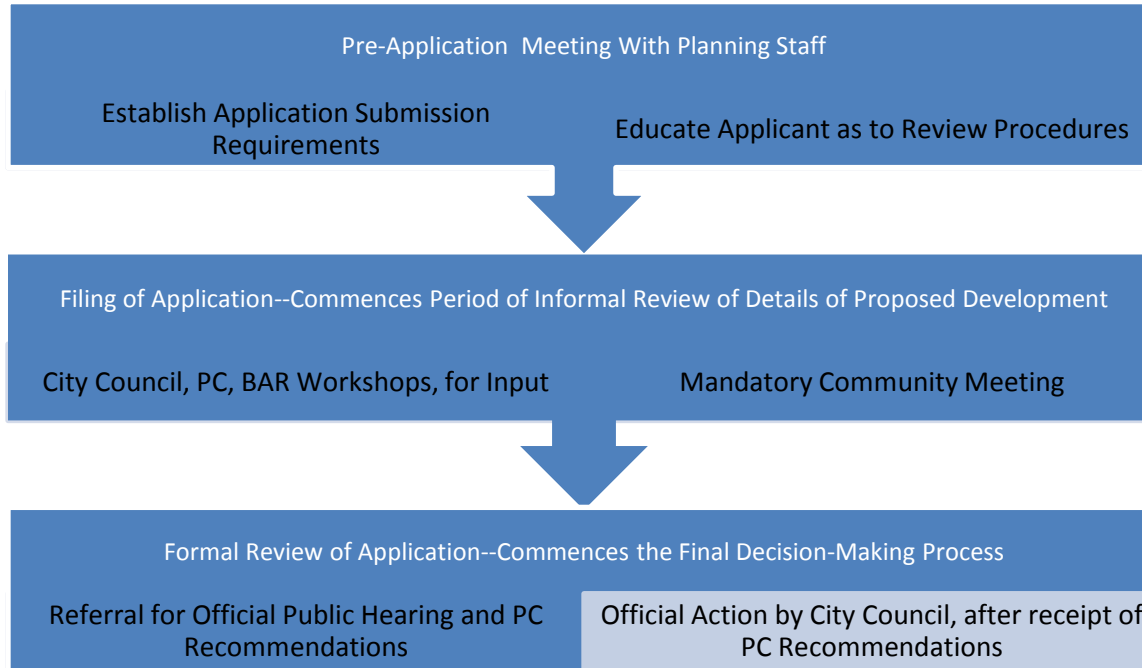 Pre-Application Meeting With Planning Staff
Establish Application Submission
Requirements
Educate Applicant as to Review Procedures
Filing of Application--Commences Period of Informal Review of Details of Proposed Development
City Council, PC, BAR Workshops, for Input
Mandatory Community Meeting
Formal Review of Application--Commences the Final Decision-Making Process
Referral for Official Public Hearing and PC
Recommendations
Official Action by City Council, after receipt of
PC Recommendations